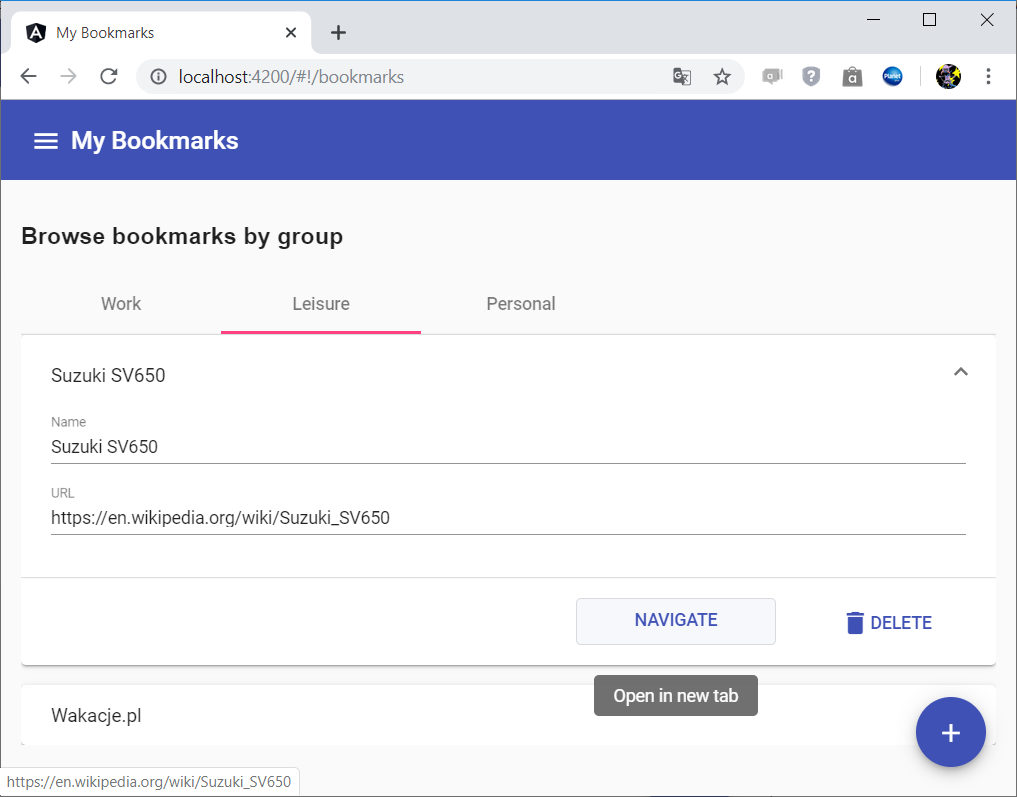 My Bookmarks
localhost:4200/#!/bookmarks
My Bookmarks
Browse bookmarks by group
Work Leisure Personal
Suzuki SV650
Name
Suzuki SV650
URL
https://en.wikipedia.org/wiki/Suzuki_SV650
NAVIGATE DELETE
Open in new tab
Wakacje.pl
https://en.wikipedia.org/wiki/Suzuki_SV650